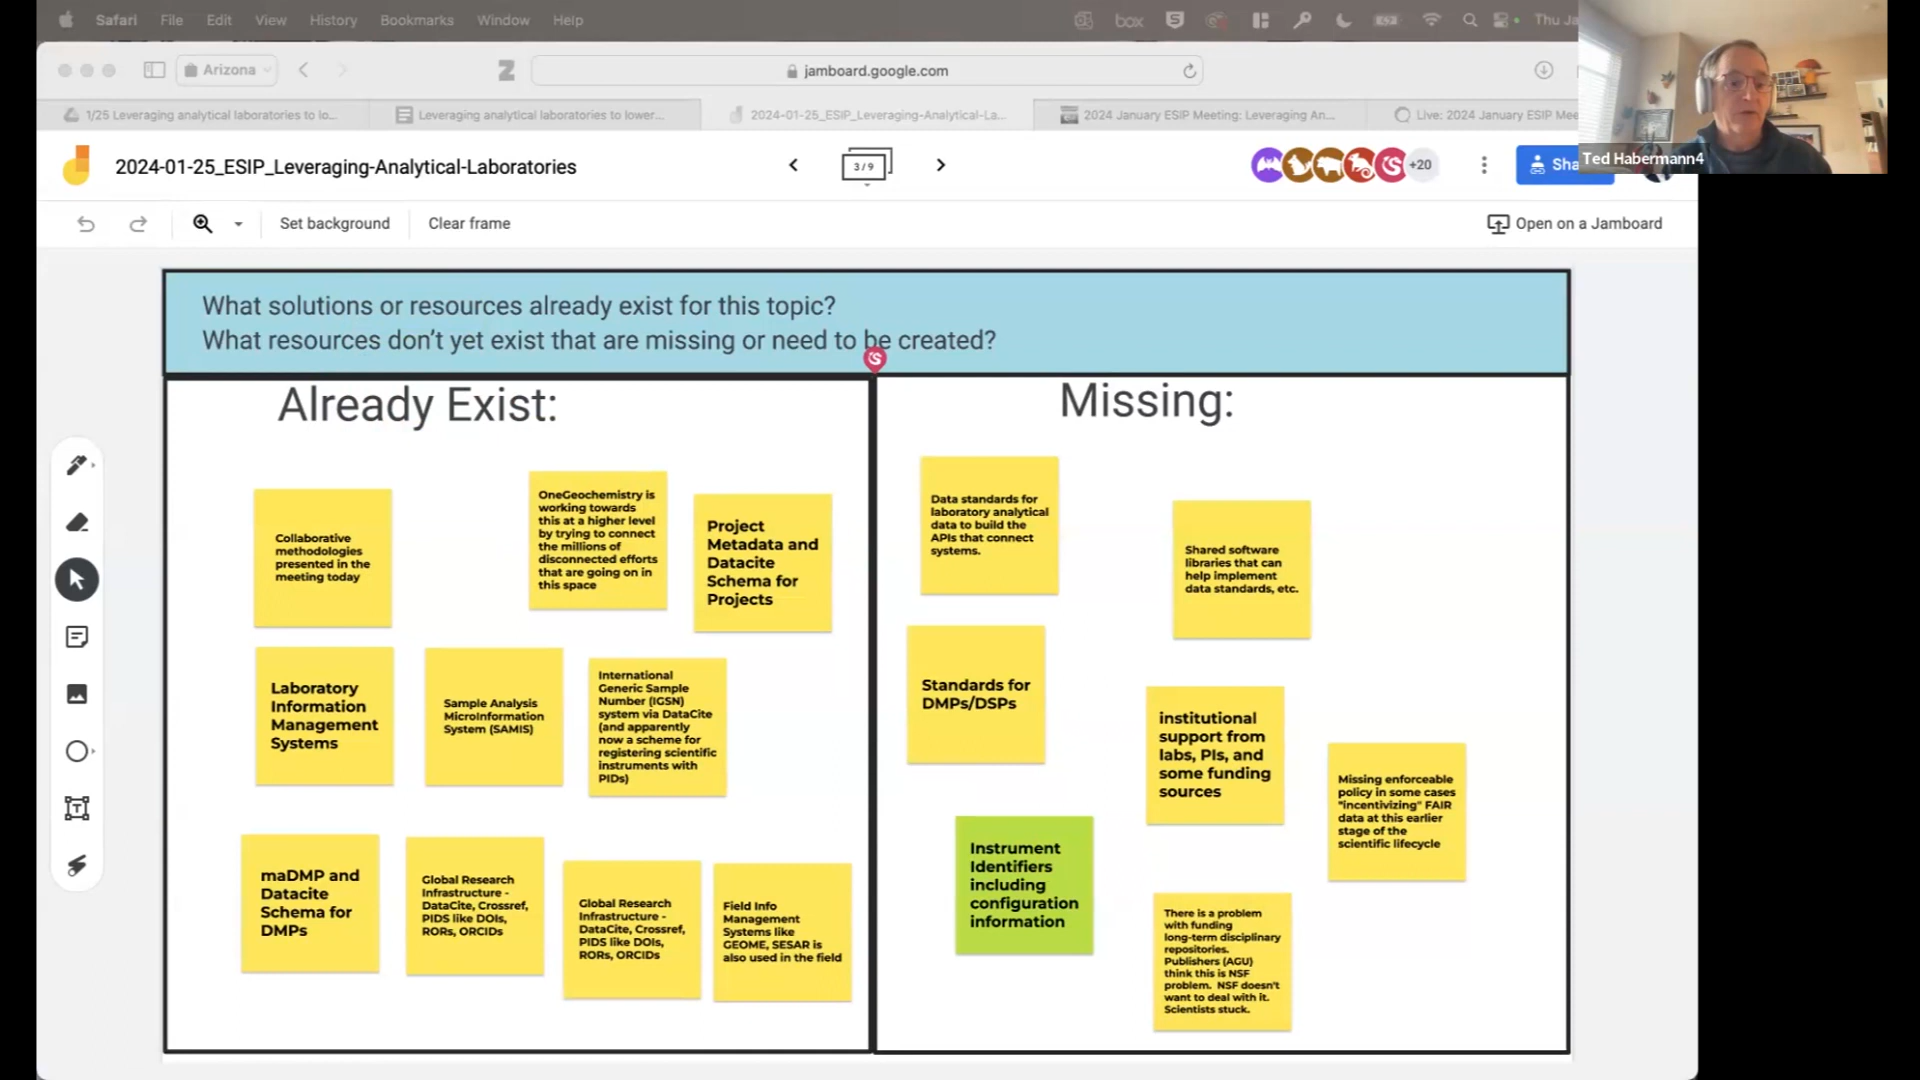 Safari File Edit View History Bookmarks Window Help
box
Thu Ja
Arizona
jamboard.google.com
1/25 Leveraging analytical laboratories to lo...
Leveraging analytical laboratories to lower...
2024-01-25_ESIP_Leveraging-Analytical-La...
2024 January ESIP Meeting: Leveraging An...
Live: 2024 January ESIP Mee
Ted Habermann4
2024-01-25_ESIP_Leveraging-Analytical-Laboratories
3 / 9
+20
Sha
Set background
Clear frame
Open on a Jamboard
What solutions or resources already exist for this topic?
What resources don't yet exist that are missing or need to be created?
Already Exist:
Collaborative
methodologies
presented in the
meeting today
OneGeochemistry is
working towards
this at a higher level
by trying to connect
the millions of
disconnected efforts
that are going on in
this space
Project
Metadata and
Datacite
Schema for
Projects
Laboratory
Information
Management
Systems
Sample Analysis
MicroInformation
System (SAMIS)
International
Generic Sample
Number (IGSN)
system via DataCite
(and apparently
now a scheme for
registering scientific
instruments with
PIDs)
maDMP and
Datacite
Schema for
DMPs
Global Research
Infrastructure -
DataCite, Crossref,
PIDS like DOIs,
RORs, ORCIDs
Global Research
Infrastructure -
DataCite, Crossref,
PIDS like DOIs,
RORs, ORCIDs
Field Info
Management
Systems like
GEOME, SESAR is
also used in the field
Missing:
Data standards for
laboratory analytical
data to build the
APIs that connect
systems.
Shared software
libraries that can
help implement
data standards, etc.
Standards for
DMPs/DSPs
institutional
support from
labs, PIs, and
some funding
sources
Missing enforceable
policy in some cases
"incentivizing" FAIR
data at this earlier
stage of the
scientific lifecycle
Instrument
Identifiers
including
configuration
information
There is a problem
with funding
long-term disciplinary
repositories.
Publishers (AGU)
think this is NSF
problem. NSF doesn't
want to deal with it.
Scientists stuck.